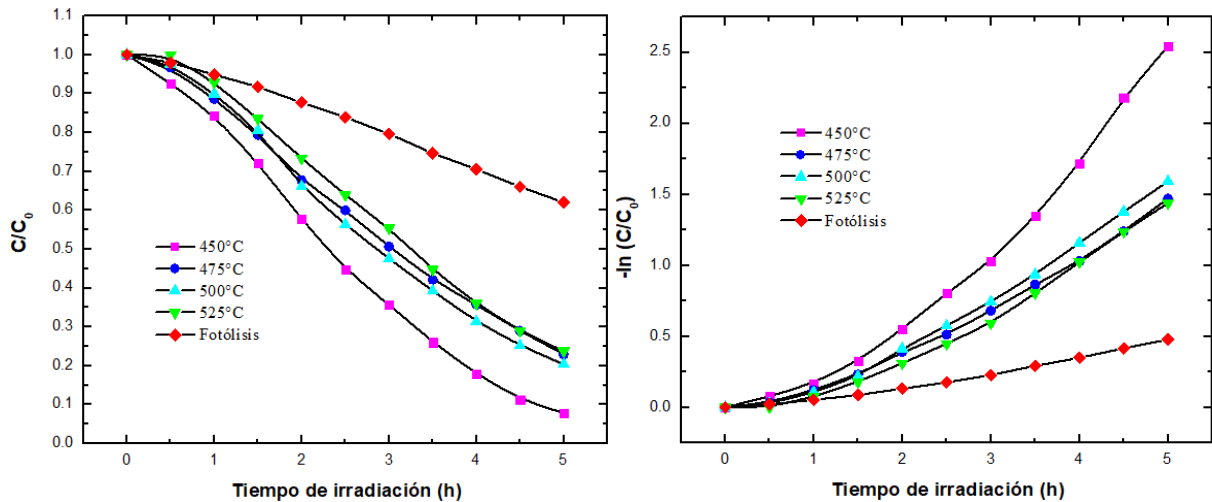 1.1
1.0
0.9
0.8
0.7
0.6
0.5
0.4
0.3
0.2
0.1
0.0
C/C0
450°C
475°C
500°C
525°C
Fotólisis
0 1 2 3 4 5
Tiempo de irradiación (h)
2.5
2.0
1.5
1.0
0.5
0.0
-ln (C/C0)
450°C
475°C
500°C
525°C
Fotólisis
0 1 2 3 4 5
Tiempo de irradiación (h)